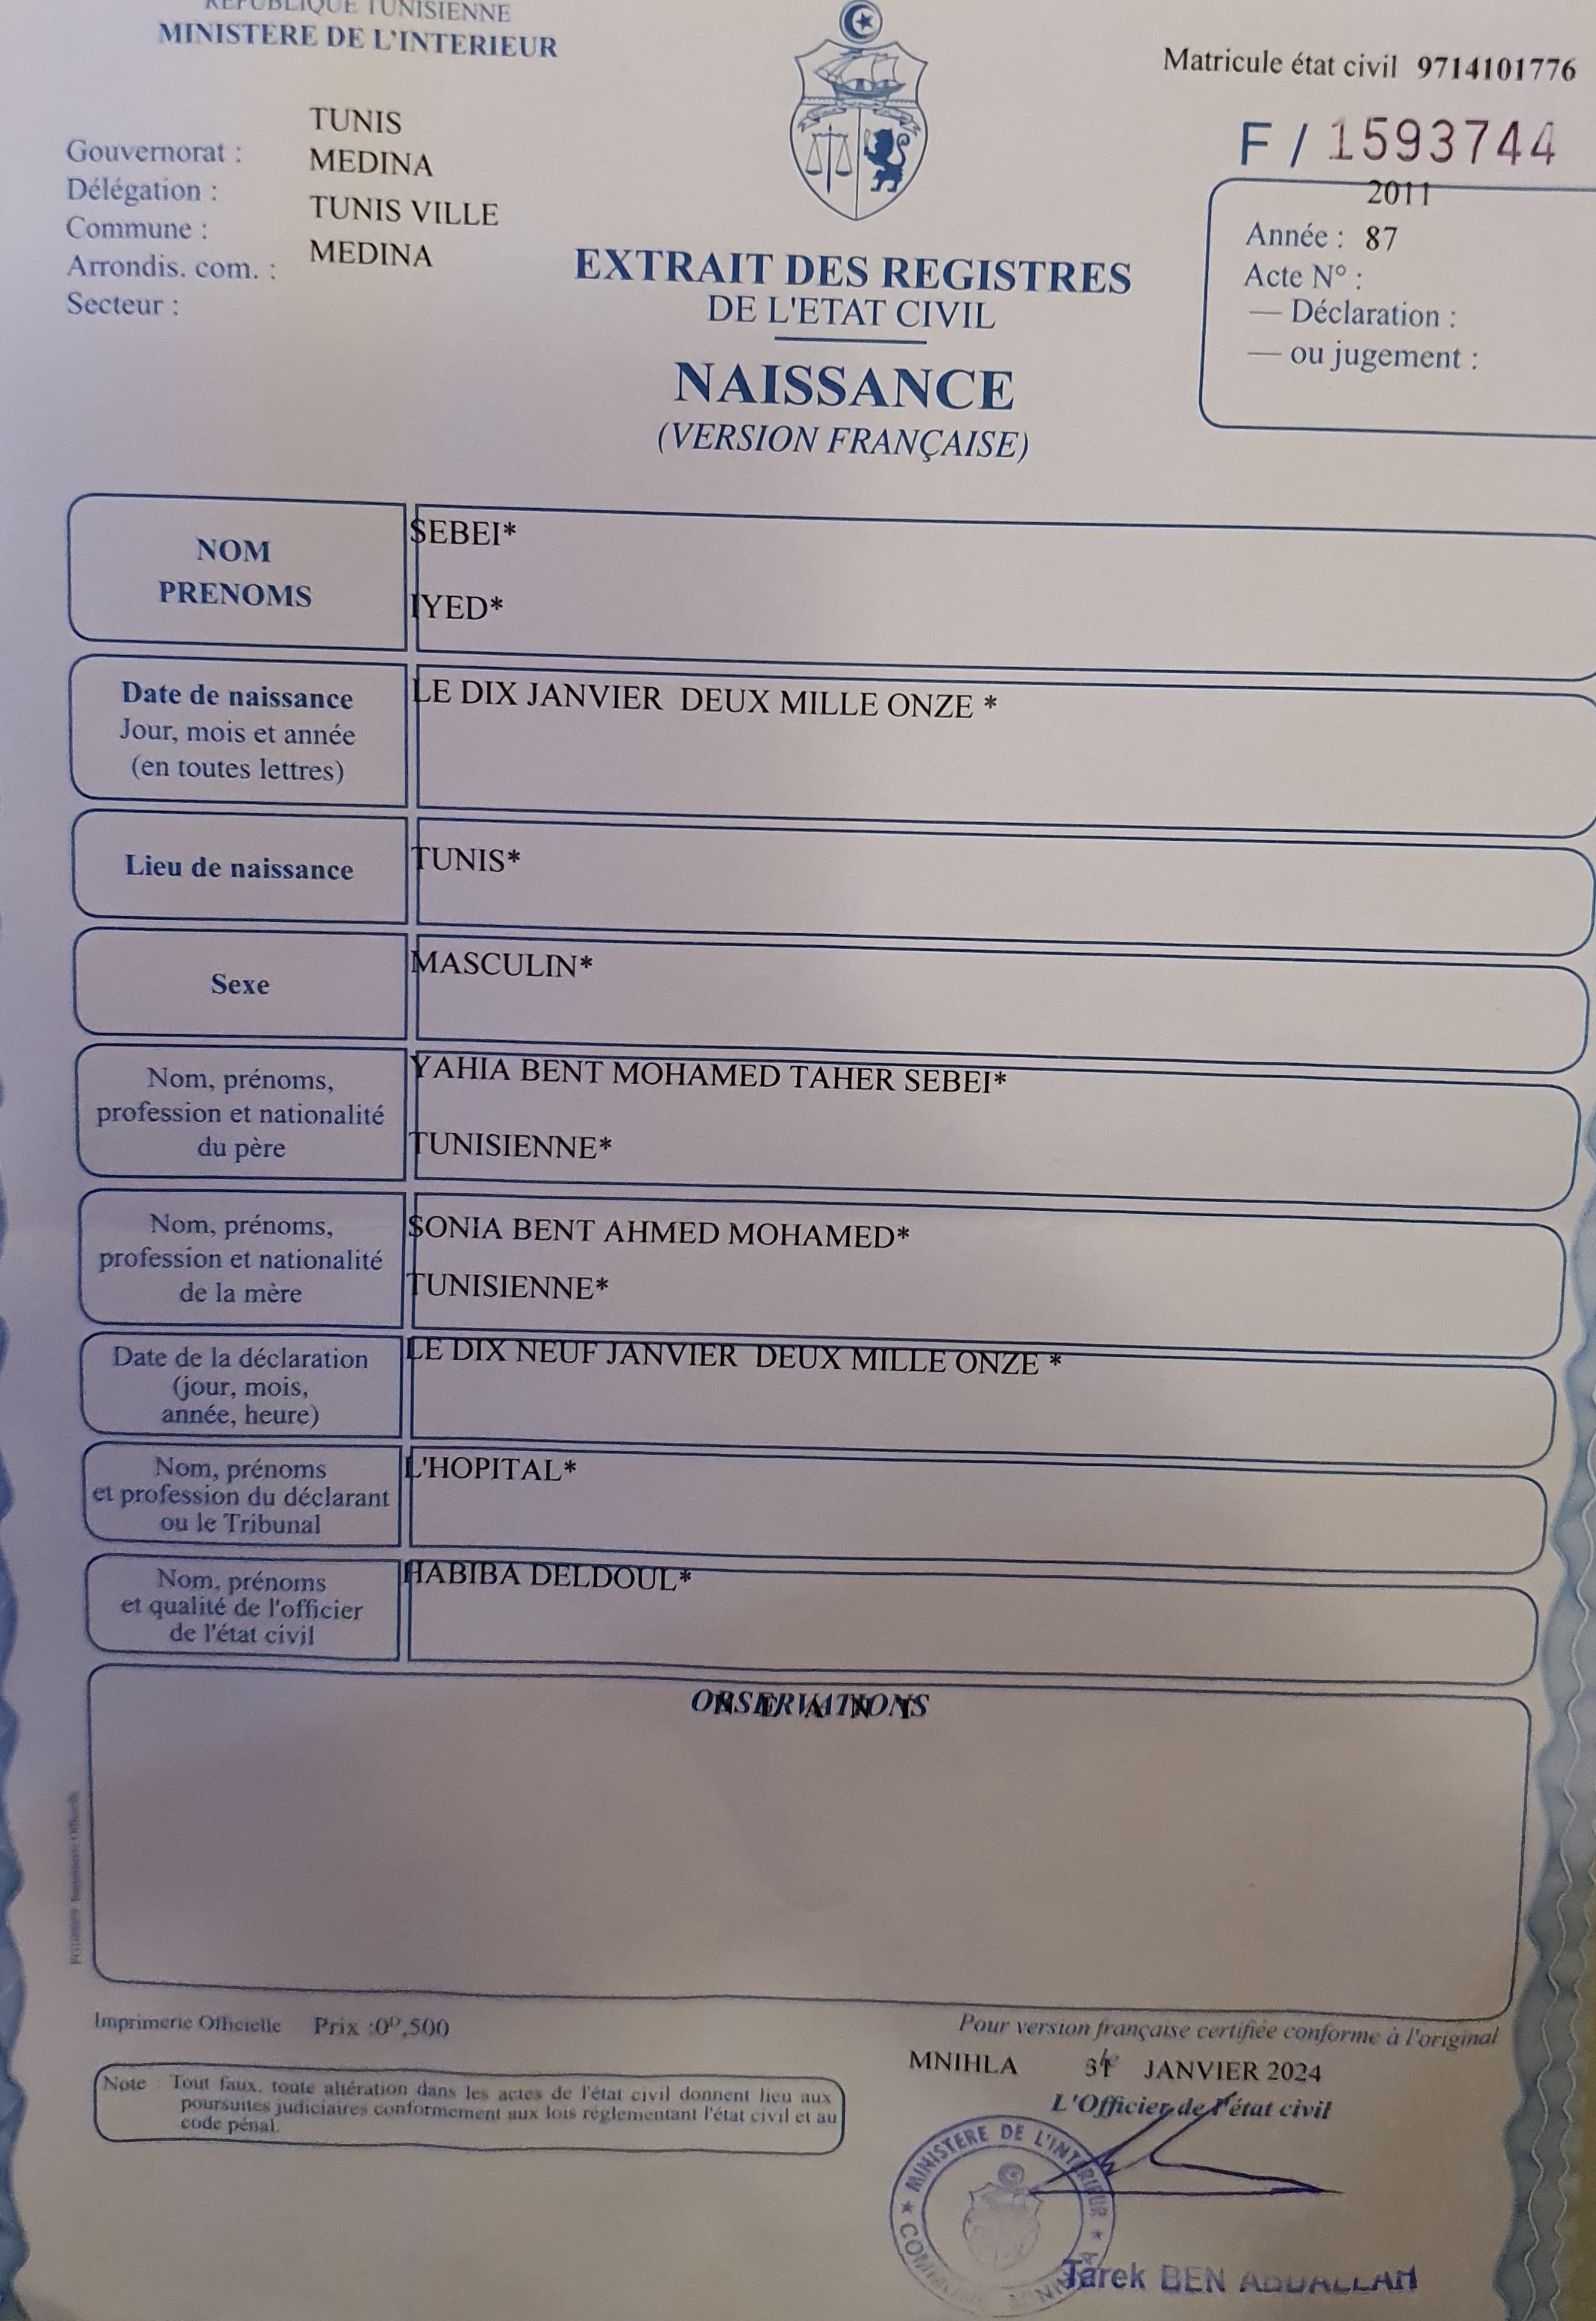 REPUBLIQUE TUNISIENNE
MINISTERE DE L'INTERIEUR
Matricule état civil 9714101776
F / 1593744
TUNIS
Gouvernorat : MEDINA
Délégation :
Commune : TUNIS VILLE
Arrondis. com. : MEDINA
Secteur :
2011
Année : 87
Acte N° :
— Déclaration :
— ou jugement :
EXTRAIT DES REGISTRES
DE L'ETAT CIVIL
NAISSANCE
(VERSION FRANÇAISE)
NOM
PRENOMS
SEBEI*
IYED*
Date de naissance
Jour, mois et année
(en toutes lettres)
LE DIX JANVIER DEUX MILLE ONZE *
Lieu de naissance
TUNIS*
Sexe
MASCULIN*
Nom, prénoms,
profession et nationalité
du père
YAHIA BENT MOHAMED TAHER SEBEI*
TUNISIENNE*
Nom, prénoms,
profession et nationalité
de la mère
SONIA BENT AHMED MOHAMED*
TUNISIENNE*
Date de la déclaration
(jour, mois,
année, heure)
LE DIX NEUF JANVIER DEUX MILLE ONZE *
Nom, prénoms
et profession du déclarant
ou le Tribunal
L'HOPITAL*
Nom, prénoms
et qualité de l'officier
de l'état civil
HABIBA DELDOUL*
OBSERVATIONS
N E A N T
Imprimerie Officielle Prix :0ᴰ,500
Pour version française certifiée conforme à l'original
MNIHLA JANVIER 2024
L'Officier de l'état civil
Note : Tout faux, toute altération dans les actes de l'état civil donnent lieu aux
poursuites judiciaires conformement aux lois réglementant l'état civil et au
code pénal.
MINISTERE DE L'INTERIEUR
Tarek BEN ABDALLAH